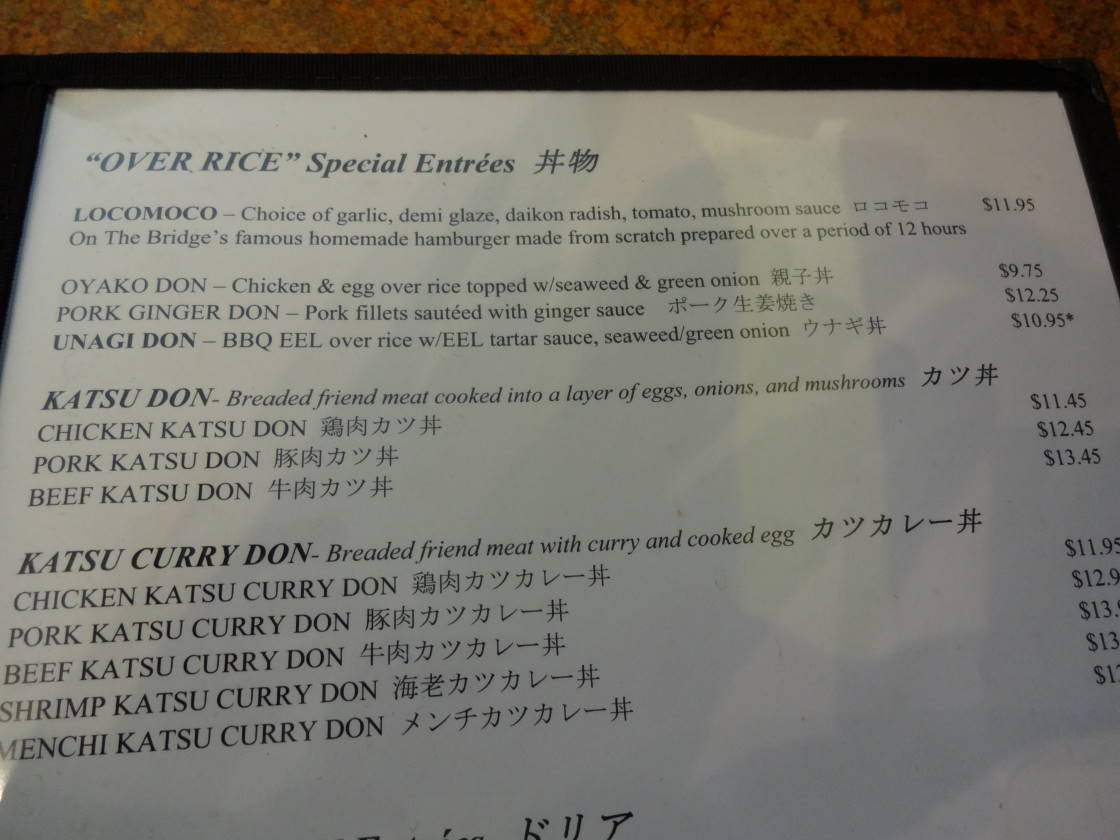 “OVER RICE” Special Entrées 丼物
LOCOMOCO – Choice of garlic, demi glaze, daikon radish, tomato, mushroom sauce ロコモコ $11.95
On The Bridge’s famous homemade hamburger made from scratch prepared over a period of 12 hours
OYAKO DON – Chicken & egg over rice topped w/seaweed & green onion 親子丼 $9.75
PORK GINGER DON – Pork fillets sautéed with ginger sauce ポーク生姜焼き $12.25
UNAGI DON – BBQ EEL over rice w/EEL tartar sauce, seaweed/green onion ウナギ丼 $10.95*
KATSU DON- Breaded friend meat cooked into a layer of eggs, onions, and mushrooms カツ丼
CHICKEN KATSU DON 鶏肉カツ丼 $11.45
PORK KATSU DON 豚肉カツ丼 $12.45
BEEF KATSU DON 牛肉カツ丼 $13.45
KATSU CURRY DON- Breaded friend meat with curry and cooked egg カツカレー丼
CHICKEN KATSU CURRY DON 鶏肉カツカレー丼 $11.95
PORK KATSU CURRY DON 豚肉カツカレー丼
BEEF KATSU CURRY DON 牛肉カツカレー丼
SHRIMP KATSU CURRY DON 海老カツカレー丼
MENCHI KATSU CURRY DON メンチカツカレー丼
Entrées ドリア